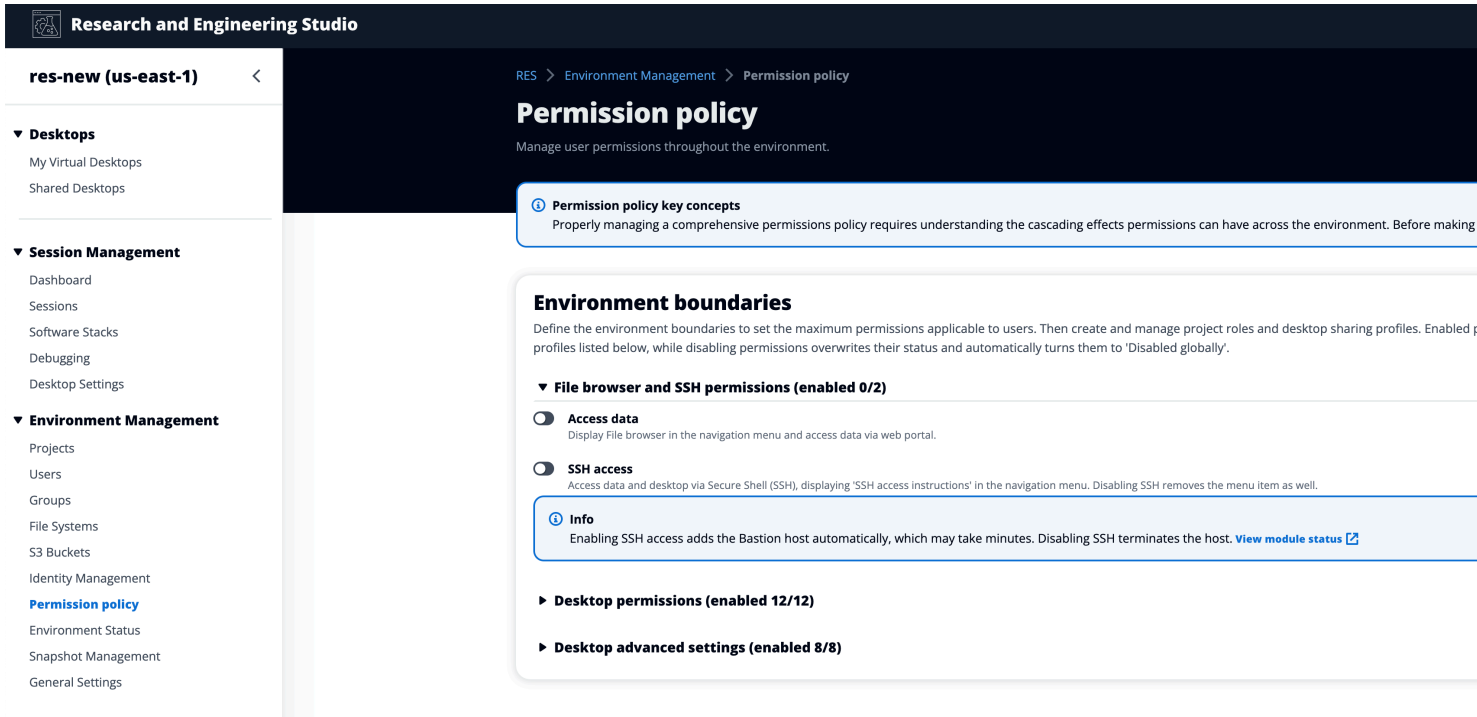 Research and Engineering Studio
res-new (us-east-1)
Desktops
My Virtual Desktops
Shared Desktops
Session Management
Dashboard
Sessions
Software Stacks
Debugging
Desktop Settings
Environment Management
Projects
Users
Groups
File Systems
S3 Buckets
Identity Management
Permission policy
Environment Status
Snapshot Management
General Settings
RES > Environment Management > Permission policy
Permission policy
Manage user permissions throughout the environment.
Permission policy key concepts
Properly managing a comprehensive permissions policy requires understanding the cascading effects permissions can have across the environment. Before making
Environment boundaries
Define the environment boundaries to set the maximum permissions applicable to users. Then create and manage project roles and desktop sharing profiles. Enabled
profiles listed below, while disabling permissions overwrites their status and automatically turns them to 'Disabled globally'.
File browser and SSH permissions (enabled 0/2)
Access data
Display File browser in the navigation menu and access data via web portal.
SSH access
Access data and desktop via Secure Shell (SSH), displaying 'SSH access instructions' in the navigation menu. Disabling SSH removes the menu item as well.
Info
Enabling SSH access adds the Bastion host automatically, which may take minutes. Disabling SSH terminates the host. View module status
Desktop permissions (enabled 12/12)
Desktop advanced settings (enabled 8/8)